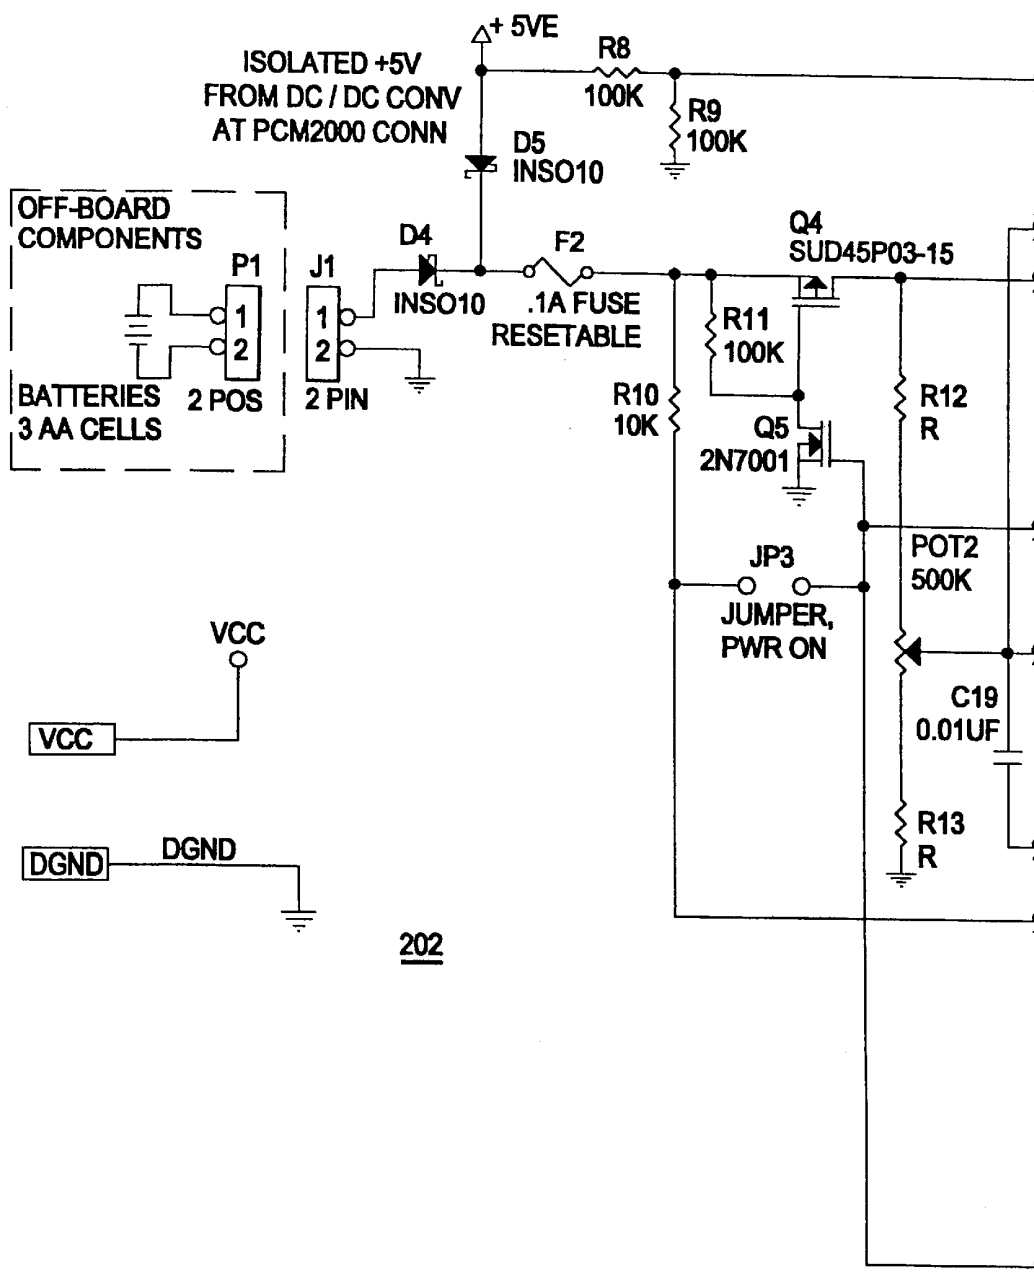 + 5VE
ISOLATED +5V
FROM DC / DC CONV
AT PCM2000 CONN
R8
100K
R9
100K
D5
INSO10
OFF-BOARD
COMPONENTS
P1
1
2
BATTERIES
3 AA CELLS
2 POS
J1
1
2
2 PIN
D4
INSO10
F2
.1A FUSE
RESETABLE
Q4
SUD45P03-15
R11
100K
R10
10K
Q5
2N7001
R12
R
JP3
JUMPER,
PWR ON
POT2
500K
VCC
VCC
C19
0.01UF
R13
R
DGND
DGND
202